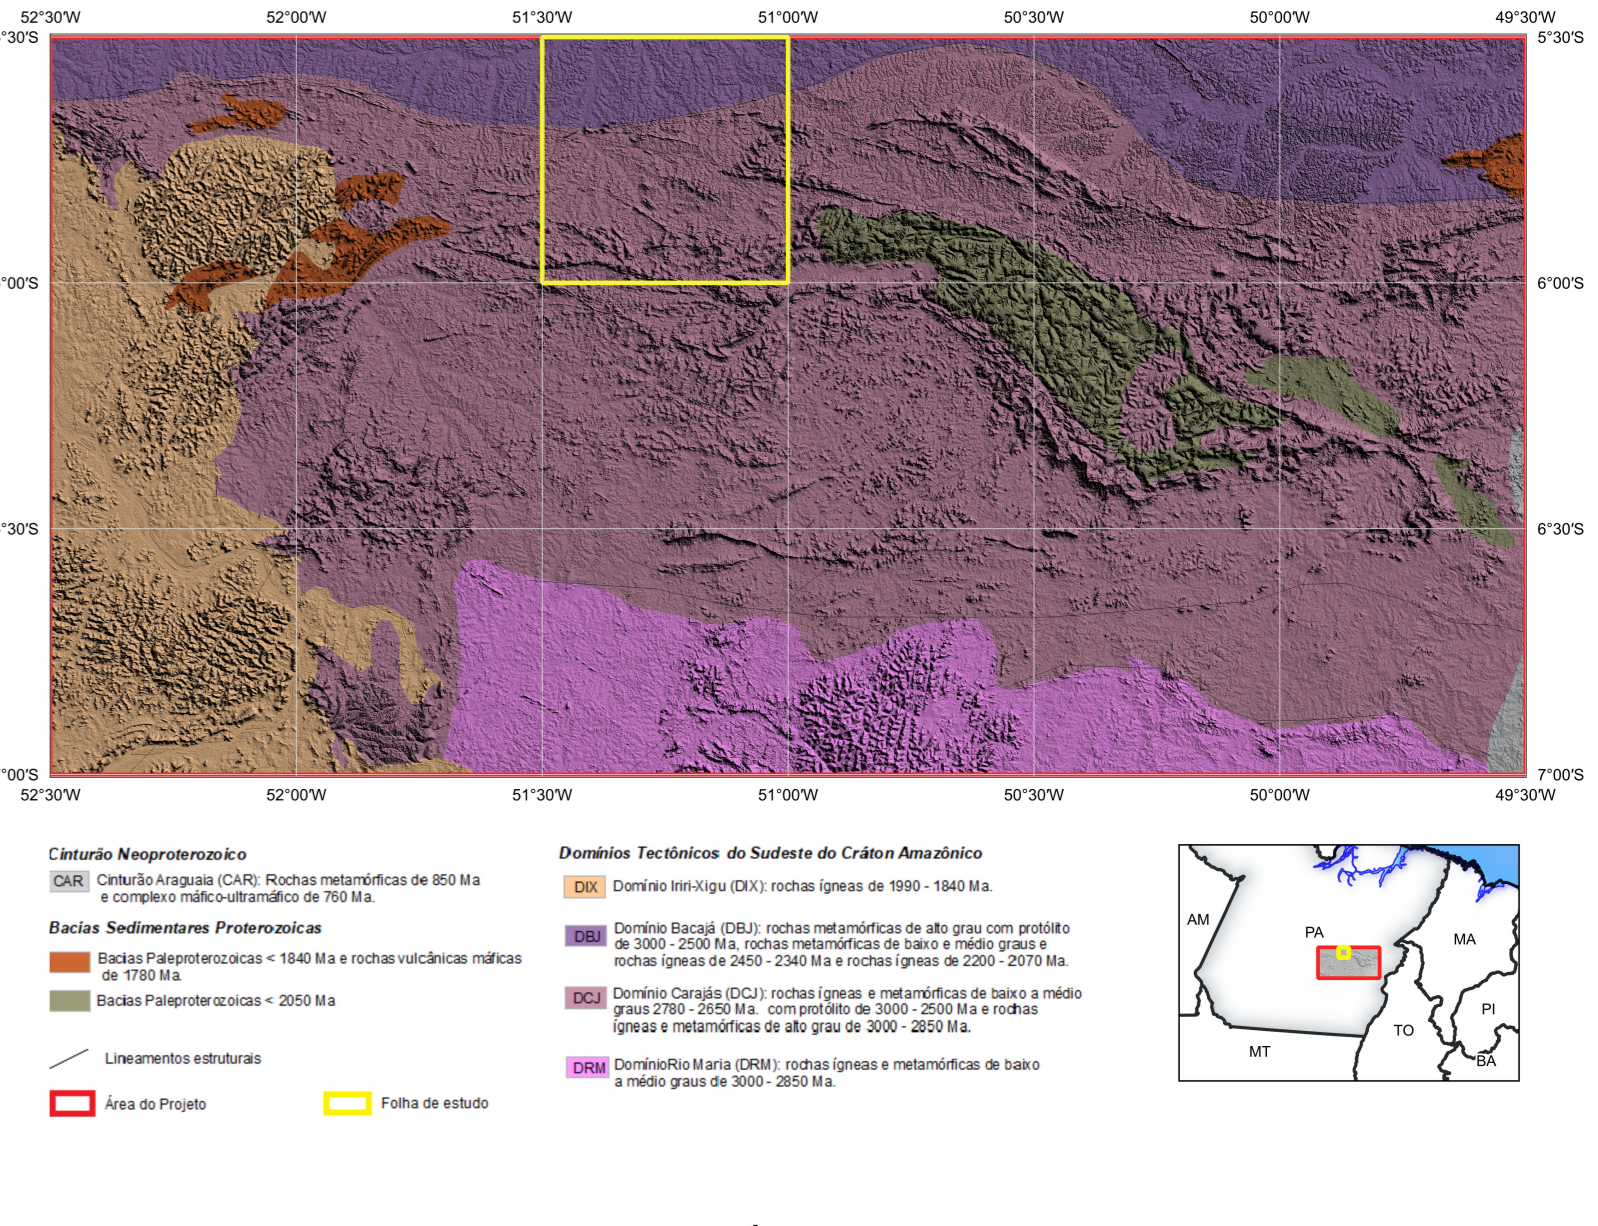 52°30'W 52°00'W 51°30'W 51°00'W 50°30'W 50°00'W 49°30'W
°30'S 5°30'S
°00'S 6°00'S
°30'S 6°30'S
°00'S 7°00'S
52°30'W 52°00'W 51°30'W 51°00'W 50°30'W 50°00'W 49°30'W
Cinturão Neoproterozoico
CAR Cinturão Araguaia (CAR): Rochas metamórficas de 850 Ma
e complexo máfico-ultramáfico de 760 Ma.
Bacias Sedimentares Proterozoicas
Bacias Paleproterozoicas < 1840 Ma e rochas vulcânicas máficas
de 1780 Ma.
Bacias Paleproterozoicas < 2050 Ma
Lineamentos estruturais
Área do Projeto
Folha de estudo
Domínios Tectônicos do Sudeste do Cráton Amazônico
DIX Domínio Iriri-Xigu (DIX): rochas ígneas de 1990 - 1840 Ma.
DBJ Domínio Bacajá (DBJ): rochas metamórficas de alto grau com protólito
de 3000 - 2500 Ma, rochas metamórficas de baixo e médio graus e
rochas ígneas de 2450 - 2340 Ma e rochas ígneas de 2200 - 2070 Ma.
DCJ Domínio Carajás (DCJ): rochas ígneas e metamórficas de baixo a médio
graus 2780 - 2650 Ma. com protólito de 3000 - 2500 Ma e rochas
ígneas e metamórficas de alto grau de 3000 - 2850 Ma.
DRM DomínioRio Maria (DRM): rochas ígneas e metamórficas de baixo
a médio graus de 3000 - 2850 Ma.
AM
PA
MA
PI
TO
MT
BA